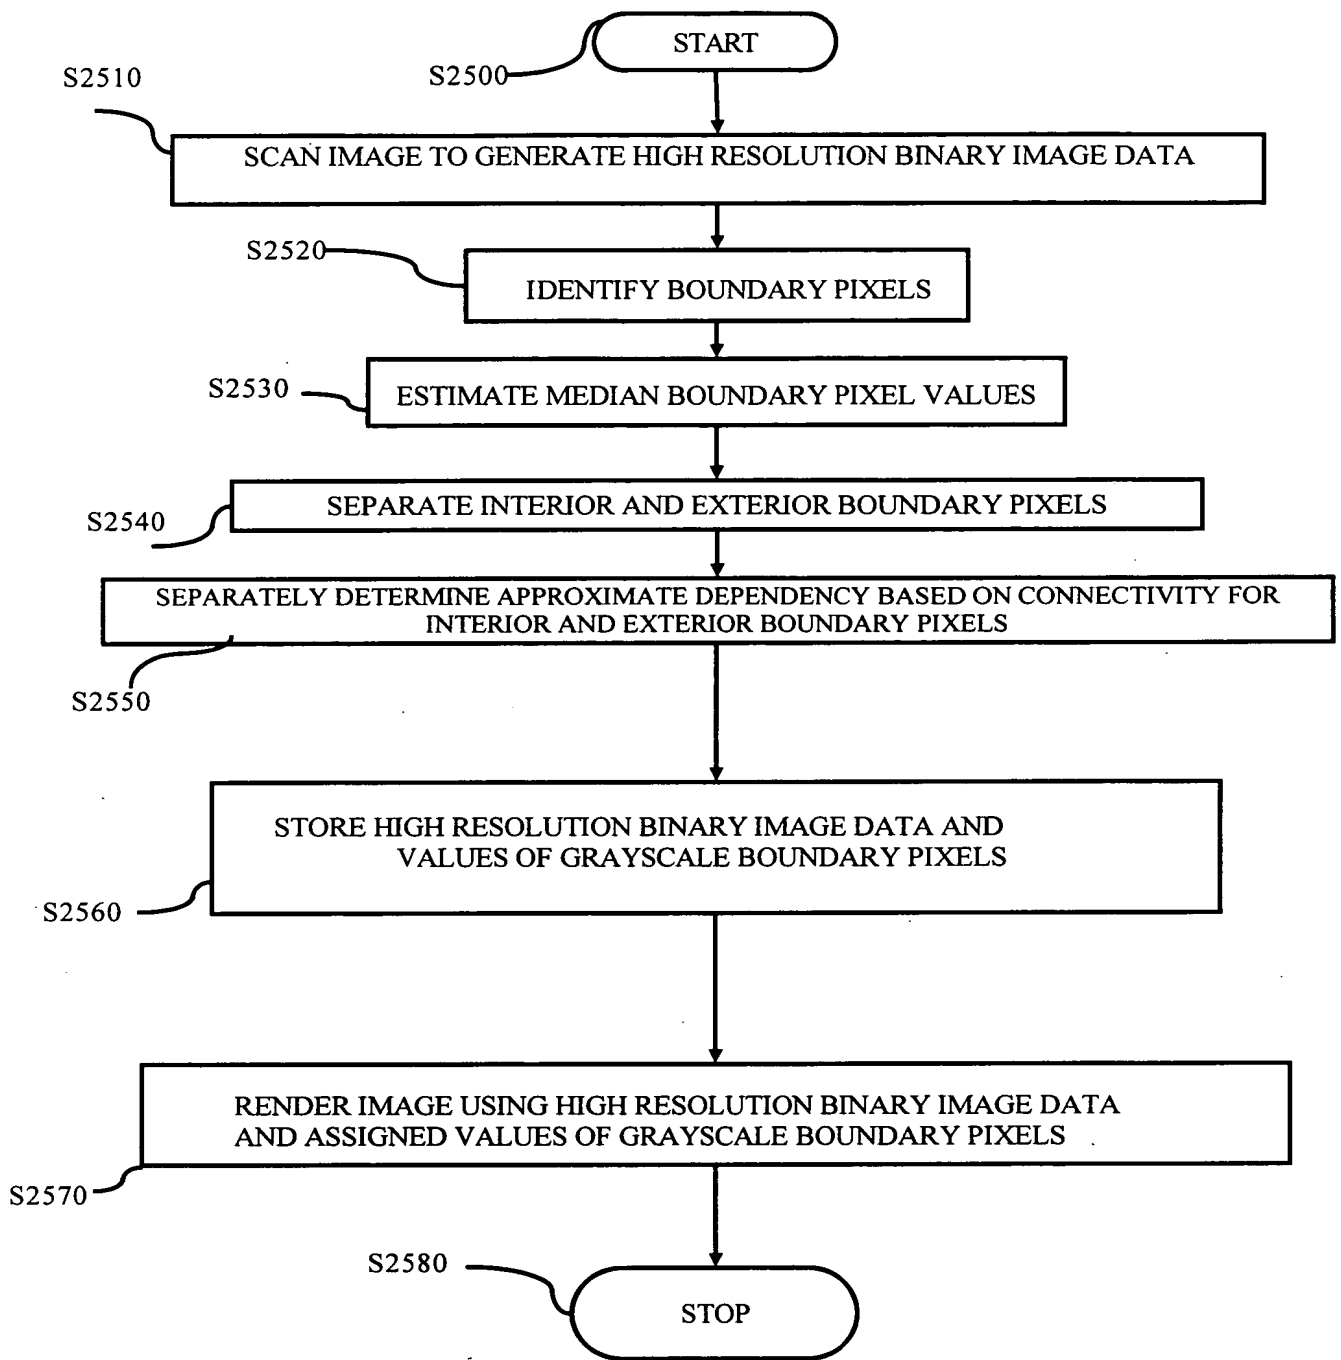 START
S2500
S2510
SCAN IMAGE TO GENERATE HIGH RESOLUTION BINARY IMAGE DATA
S2520
IDENTIFY BOUNDARY PIXELS
S2530
ESTIMATE MEDIAN BOUNDARY PIXEL VALUES
SEPARATE INTERIOR AND EXTERIOR BOUNDARY PIXELS
S2540
SEPARATELY DETERMINE APPROXIMATE DEPENDENCY BASED ON CONNECTIVITY FOR
INTERIOR AND EXTERIOR BOUNDARY PIXELS
S2550
STORE HIGH RESOLUTION BINARY IMAGE DATA AND
VALUES OF GRAYSCALE BOUNDARY PIXELS
S2560
RENDER IMAGE USING HIGH RESOLUTION BINARY IMAGE DATA
AND ASSIGNED VALUES OF GRAYSCALE BOUNDARY PIXELS
S2570
S2580
STOP